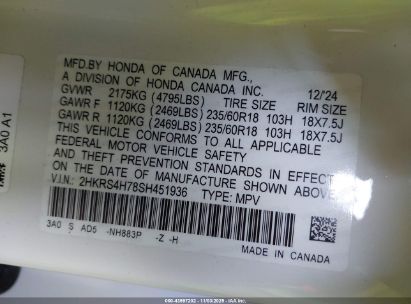 MFD.BY HONDA OF CANADA MFG.,
A DIVISION OF HONDA CANADA INC. 12/'24
GVWR 2175KG (4795LBS) TIRE SIZE RIM SIZE
GAWR F 1120KG (2469LBS) 235/60R18 103H 18X7.5J
GAWR R 1120KG (2469LBS) 235/60R18 103H 18X7.5J
THIS VEHICLE CONFORMS TO ALL APPLICABLE
FEDERAL MOTOR VEHICLE SAFETY
AND THEFT PREVENTION STANDARDS IN EFFECT
ON THE DATE OF MANUFACTURE SHOWN ABOVE.
V.I.N.: 2HKRS4H78SH451936 TYPE: MPV
3A0 S AD5 -NH883P -Z -H
MADE IN CANADA
3A0 A1